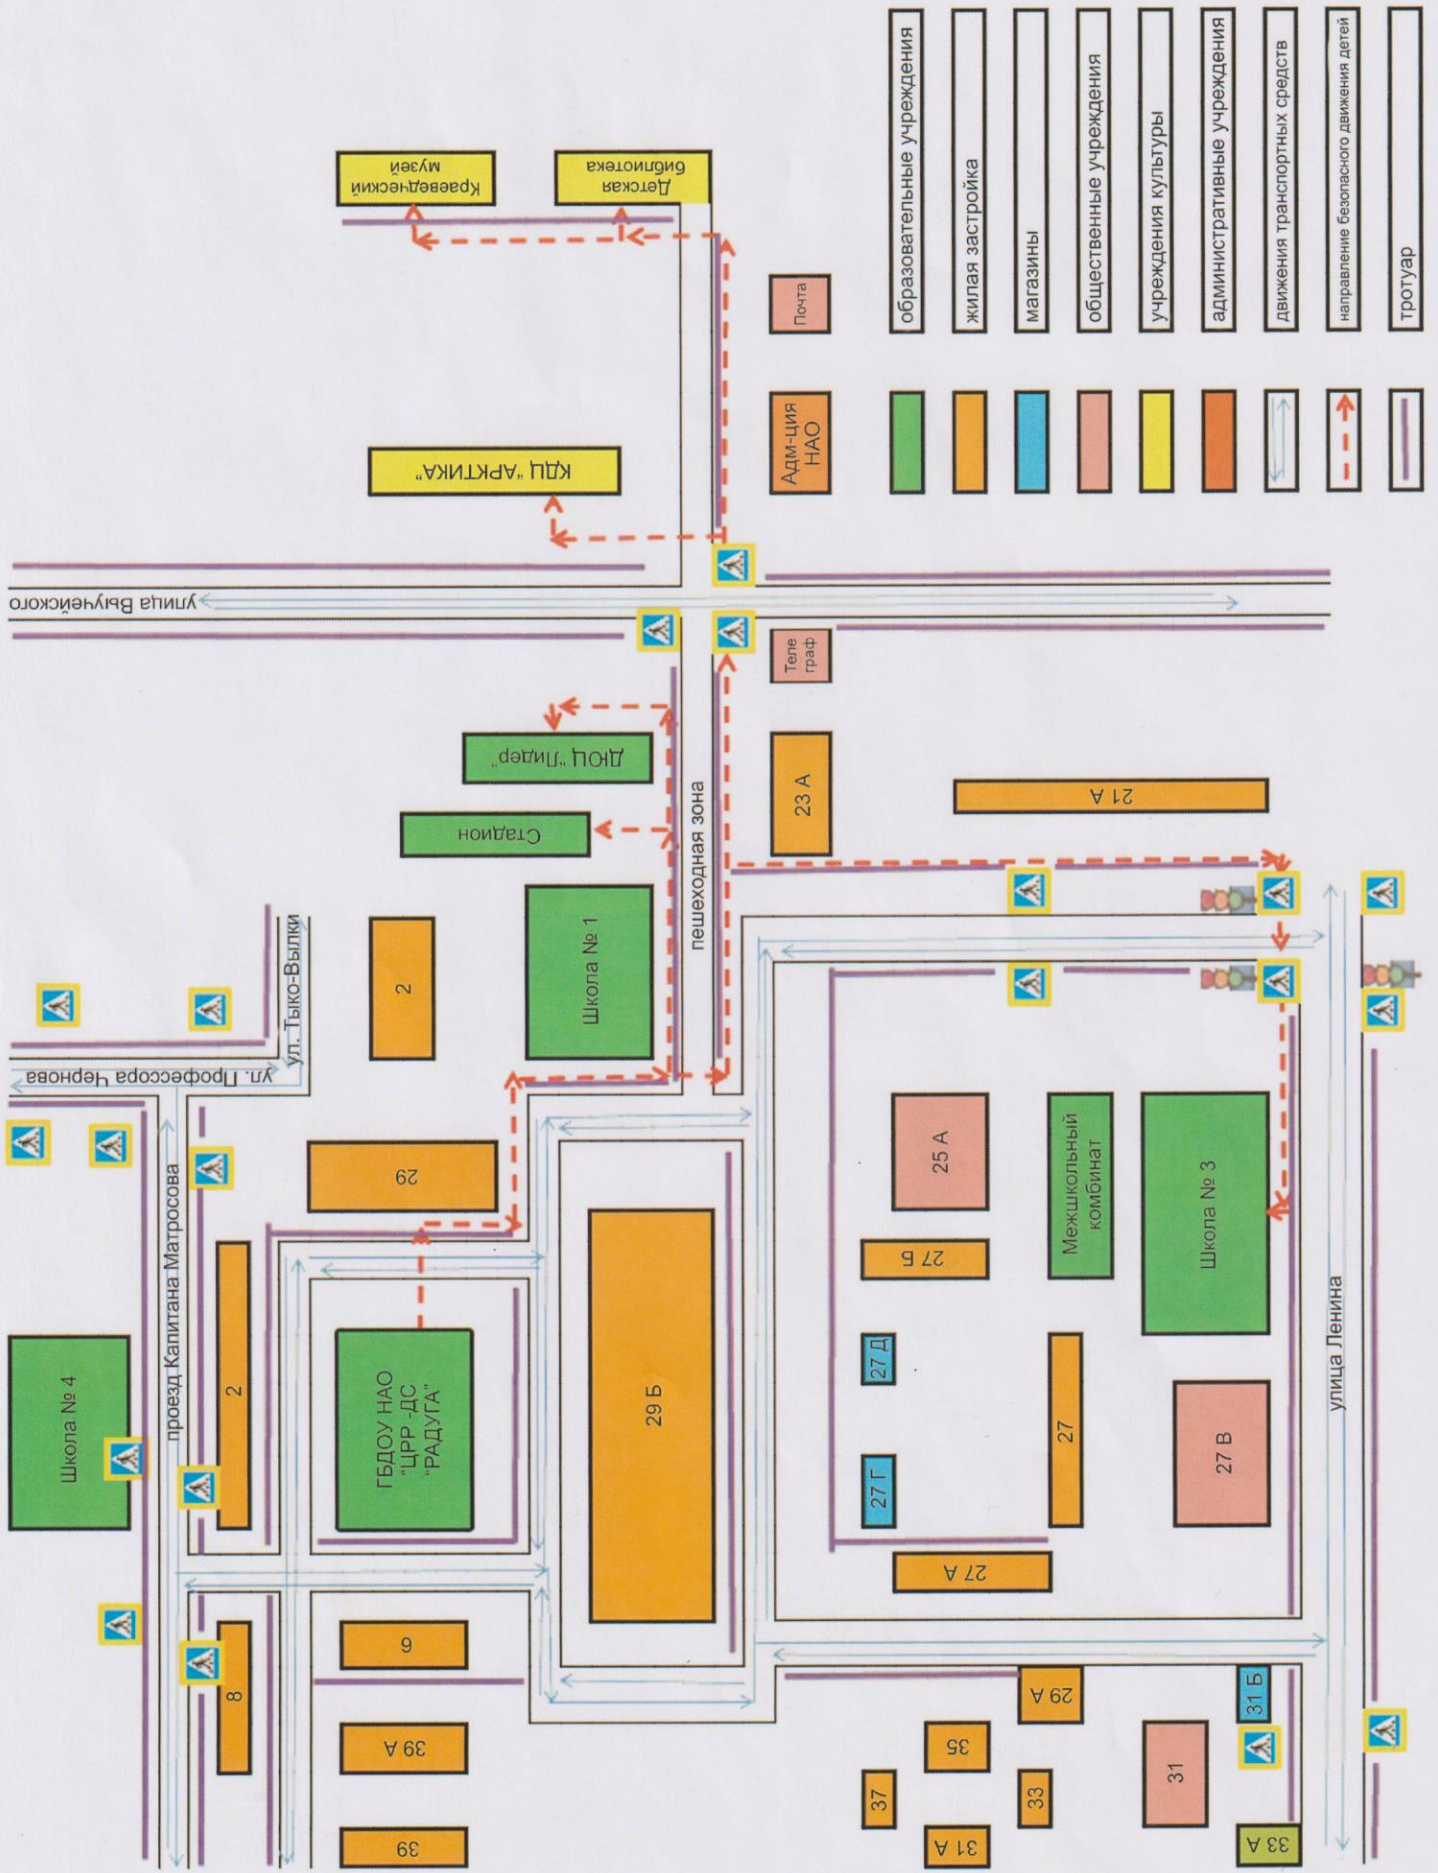 Школа № 4
проезд Капитана Матросова
ул. Профессора Чернова
ул. Тыко-Вылки
улица Выучейского
8
2
39
39 А
6
ГБДОУ НАО
"ЦРР -ДС
"РАДУГА"
29
2
Школа № 1
Стадион
ДЮЦ "Лидер"
КДЦ "АРКТИКА"
Краеведческий
музей
Детская
библиотека
29 Б
пешеходная зона
23 А
Теле
граф
Адм-ция
НАО
Почта
37
31 А
35
33
29 А
31
33 А
31 Б
27 А
27 Г
27 Д
27 Б
25 А
27
Межшкольный
комбинат
27 В
Школа № 3
21 А
улица Ленина
образовательные учреждения
жилая застройка
магазины
общественные учреждения
учреждения культуры
административные учреждения
движения транспортных средств
направление безопасного движения детей
тротуар